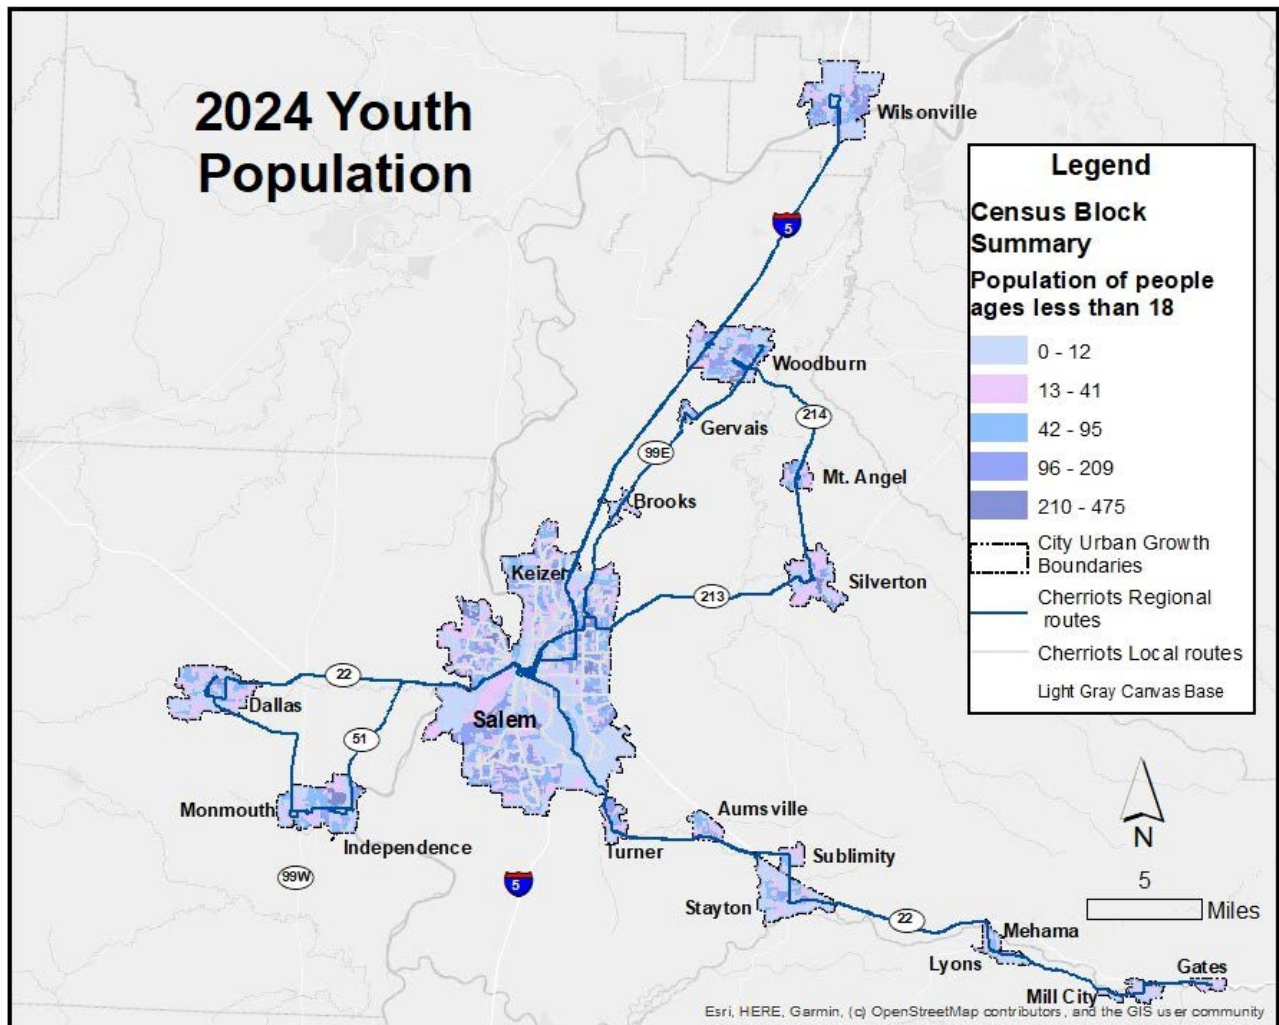 2024 Youth
Population
Wilsonville
5
Legend
Census Block
Summary
Population of people
ages less than 18
0 - 12
13 - 41
42 - 95
96 - 209
210 - 475
City Urban Growth
Boundaries
Cherriots Regional
routes
Cherriots Local routes
Light Gray Canvas Base
Woodburn
214
Gervais
99E
Mt. Angel
Brooks
Keizer
Silverton
213
22
Dallas
Salem
51
Monmouth
Independence
99W
5
Turner
Aumsville
Sublimity
Stayton
22
Mehama
Lyons
Gates
Mill City
N
5
Miles
Esri, HERE, Garmin, (c) OpenStreetMap contributors, and the GIS user community